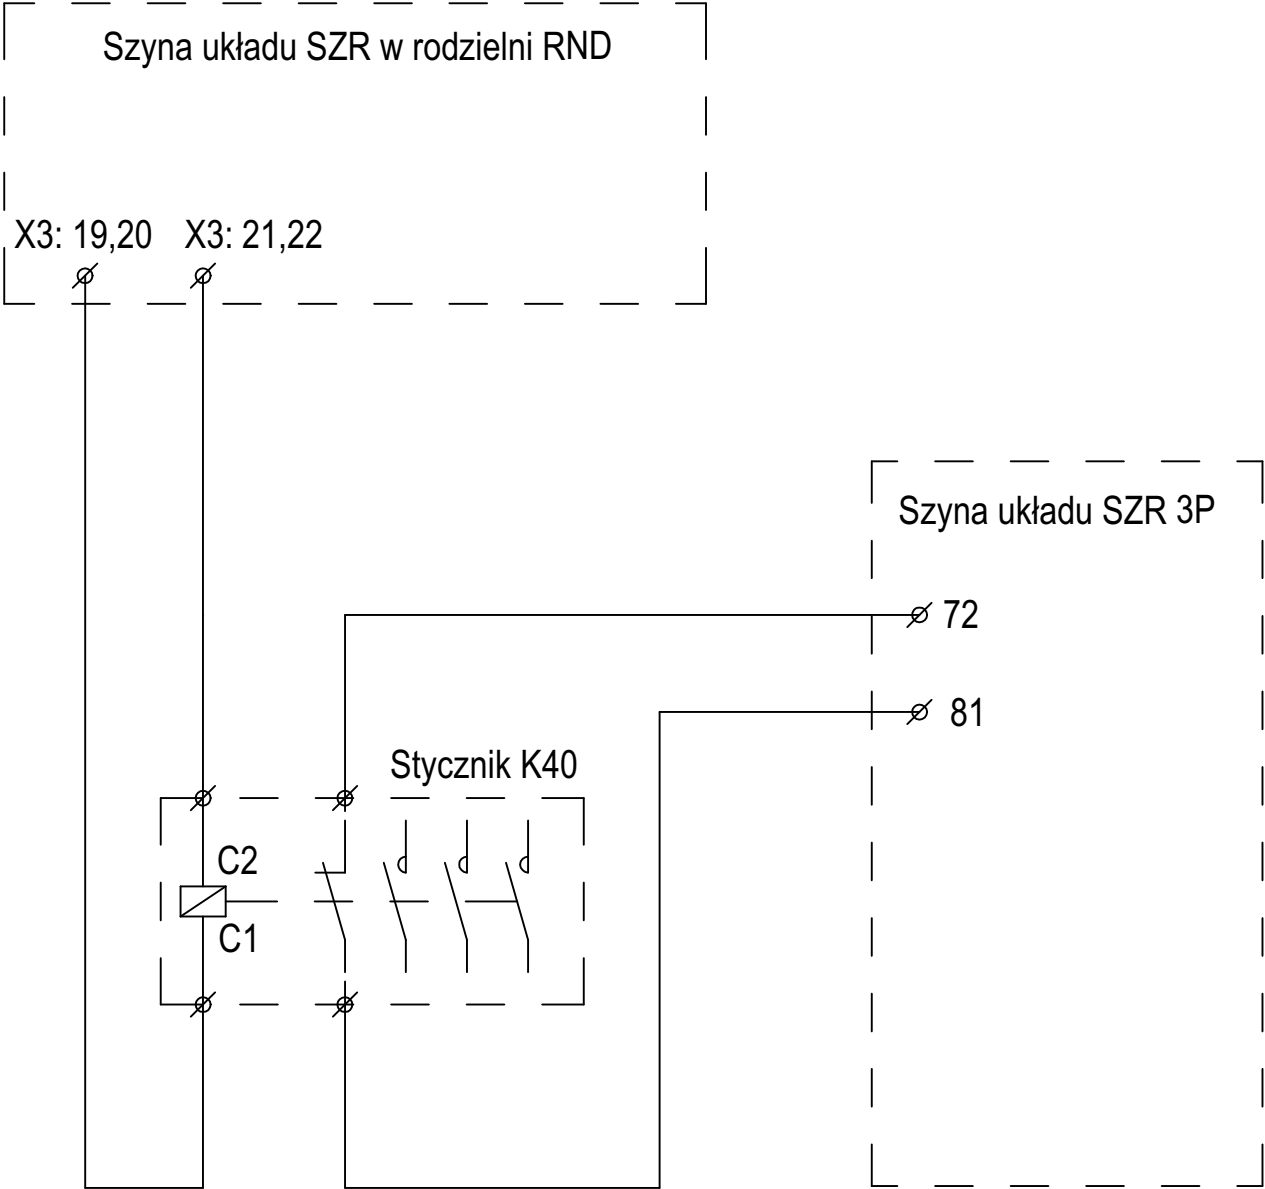 Szyna układu SZR w rodzielni RND
X3: 19,20 X3: 21,22
Szyna układu SZR 3P
72
81
Stycznik K40
C2
C1